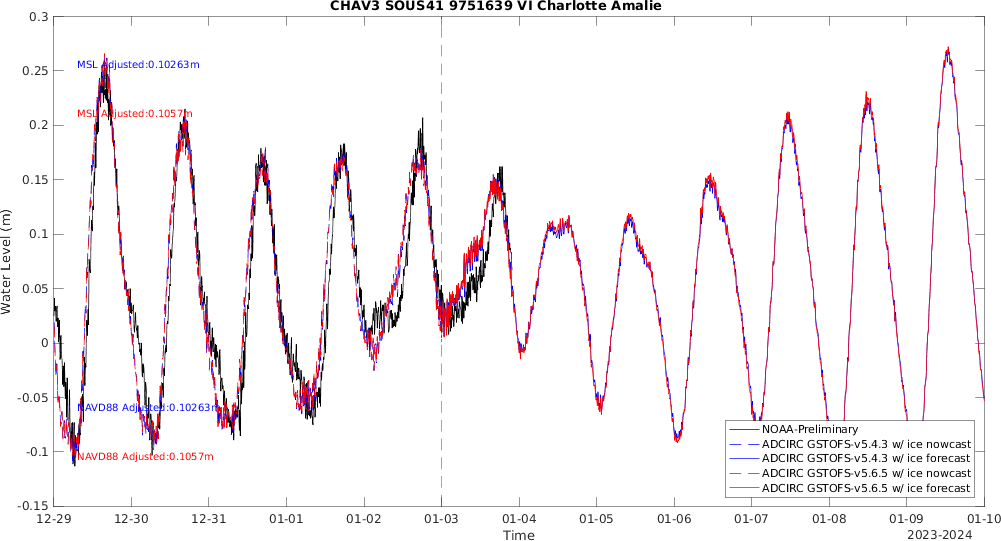 CHAV3 SOUS41 9751639 VI Charlotte Amalie
0.3
0.25
0.2
0.15
0.1
0.05
0
-0.05
-0.1
-0.15
Water Level (m)
MSL Adjusted:0.10263m
MSL Adjusted:0.1057m
NAVD88 Adjusted:0.10263m
NAVD88 Adjusted:0.1057m
NOAA-Preliminary
ADCIRC GSTOFS-v5.4.3 w/ ice nowcast
ADCIRC GSTOFS-v5.4.3 w/ ice forecast
ADCIRC GSTOFS-v5.6.5 w/ ice nowcast
ADCIRC GSTOFS-v5.6.5 w/ ice forecast
12-29 12-30 12-31 01-01 01-02 01-03 01-04 01-05 01-06 01-07 01-08 01-09 01-10
Time
2023-2024